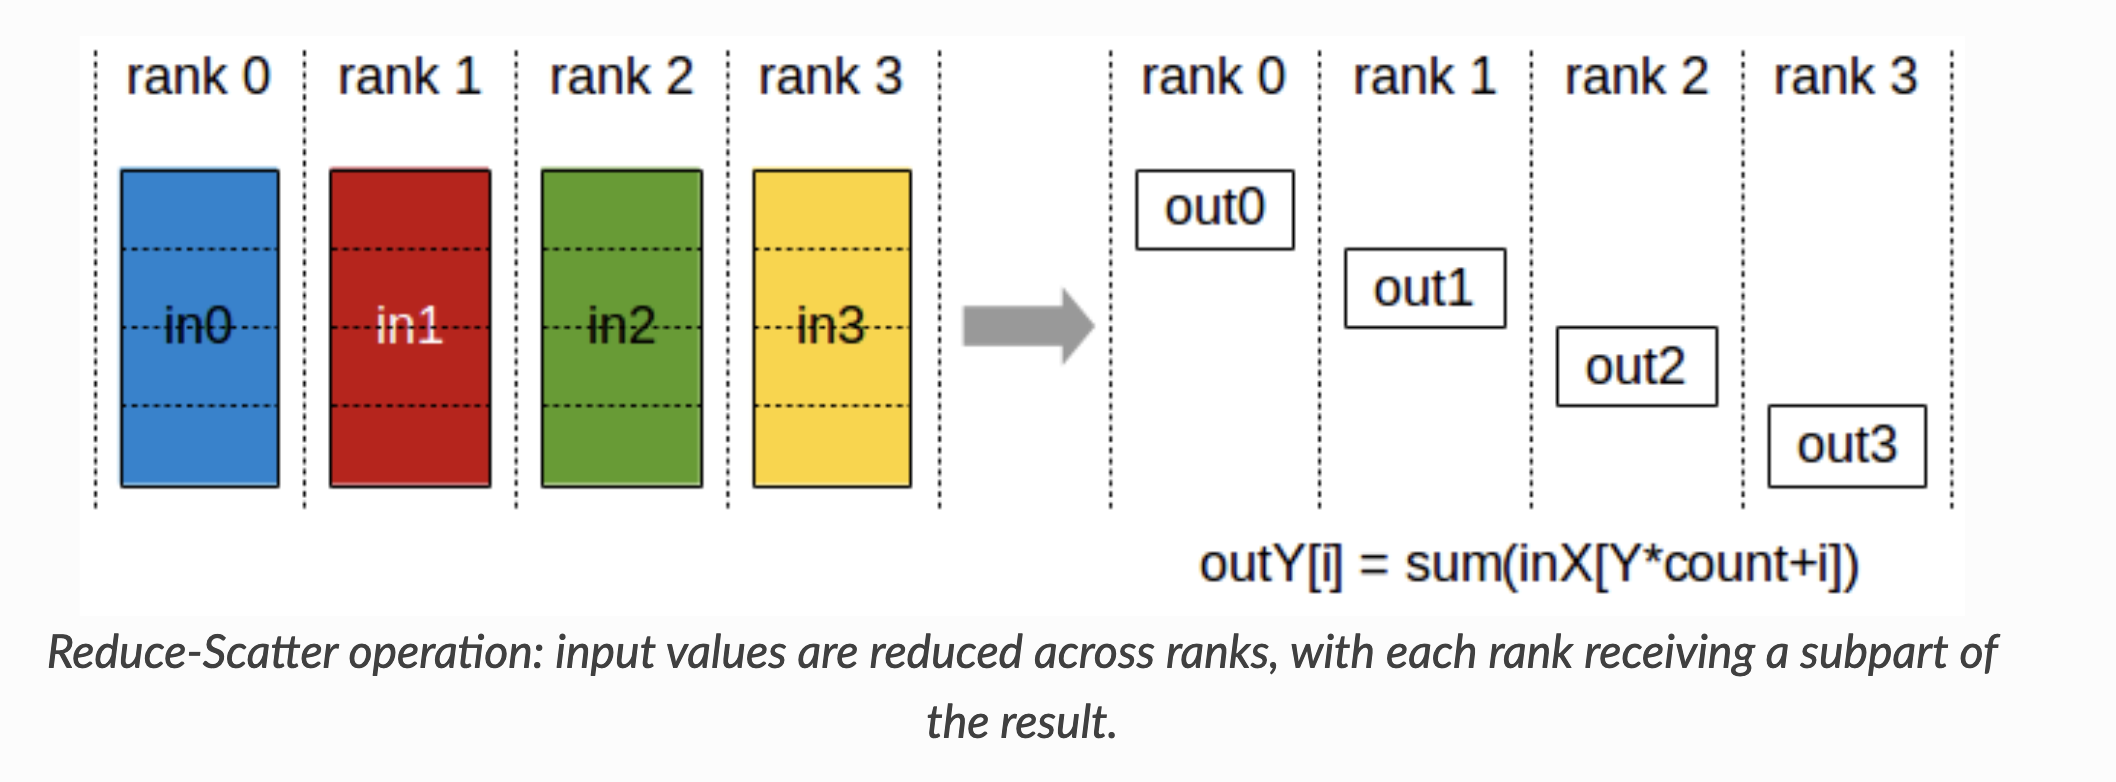 rank 0 rank 1 rank 2 rank 3 rank 0 rank 1 rank 2 rank 3
out0
out1
in0 in1 in2 in3
out2
out3
outY[i] = sum(inX[Y*count+i])
Reduce-Scatter operation: input values are reduced across ranks, with each rank receiving a subpart of
the result.